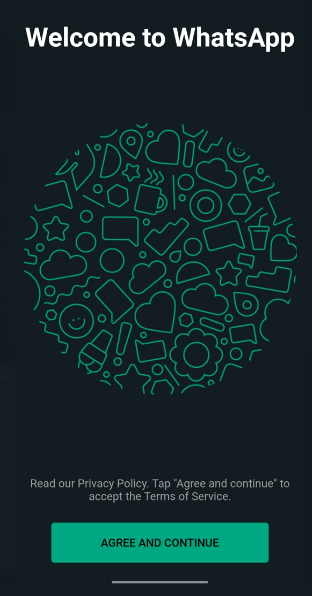 Welcome to WhatsApp
Read our Privacy Policy. Tap "Agree and continue" to
accept the Terms of Service.
AGREE AND CONTINUE